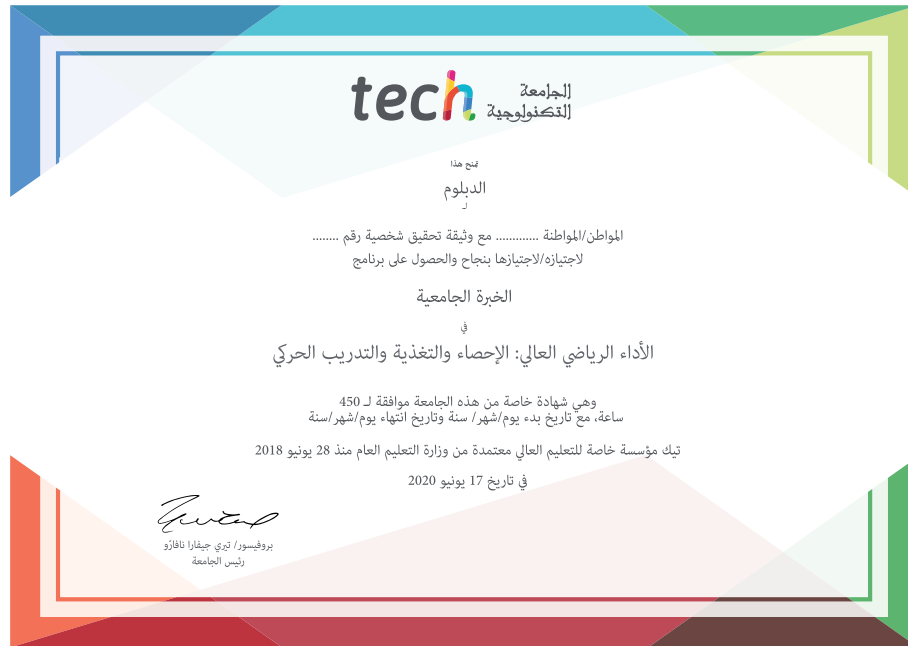 tech الجامعة
التكنولوجية
تمنح هذا
الدبلوم
لـ
المواطن/المواطنة ............. مع وثيقة تحقيق شخصية رقم ........
لاجتيازه/لاجتيازها بنجاح والحصول على برنامج
الخبرة الجامعية
في
الأداء الرياضي العالي: الإحصاء والتغذية والتدريب الحركي
وهي شهادة خاصة من هذه الجامعة موافقة لـ 450
ساعة، مع تاريخ بدء يوم/شهر/ سنة وتاريخ انتهاء يوم/شهر/سنة
تيك مؤسسة خاصة للتعليم العالي معتمدة من وزارة التعليم العام منذ 28 يونيو 2018
في تاريخ 17 يونيو 2020
بروفيسور/ تيري جيفارا نافارّو
رئيس الجامعة